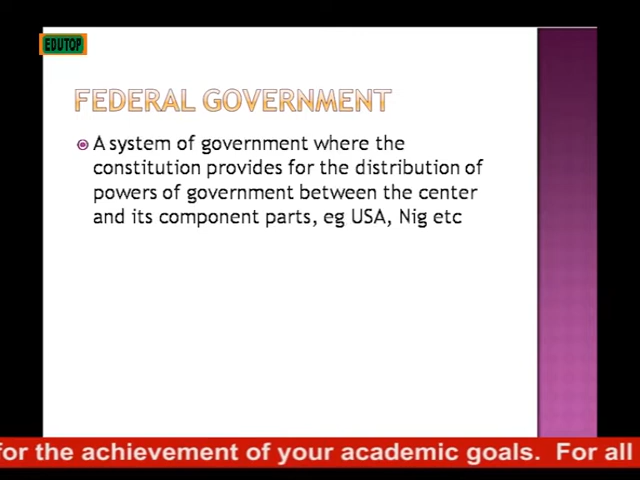 EDUTOP
FEDERAL GOVERNMENT
A system of government where the
constitution provides for the distribution of
powers of government between the center
and its component parts, eg USA, Nig etc
for the achievement of your academic goals.  For all